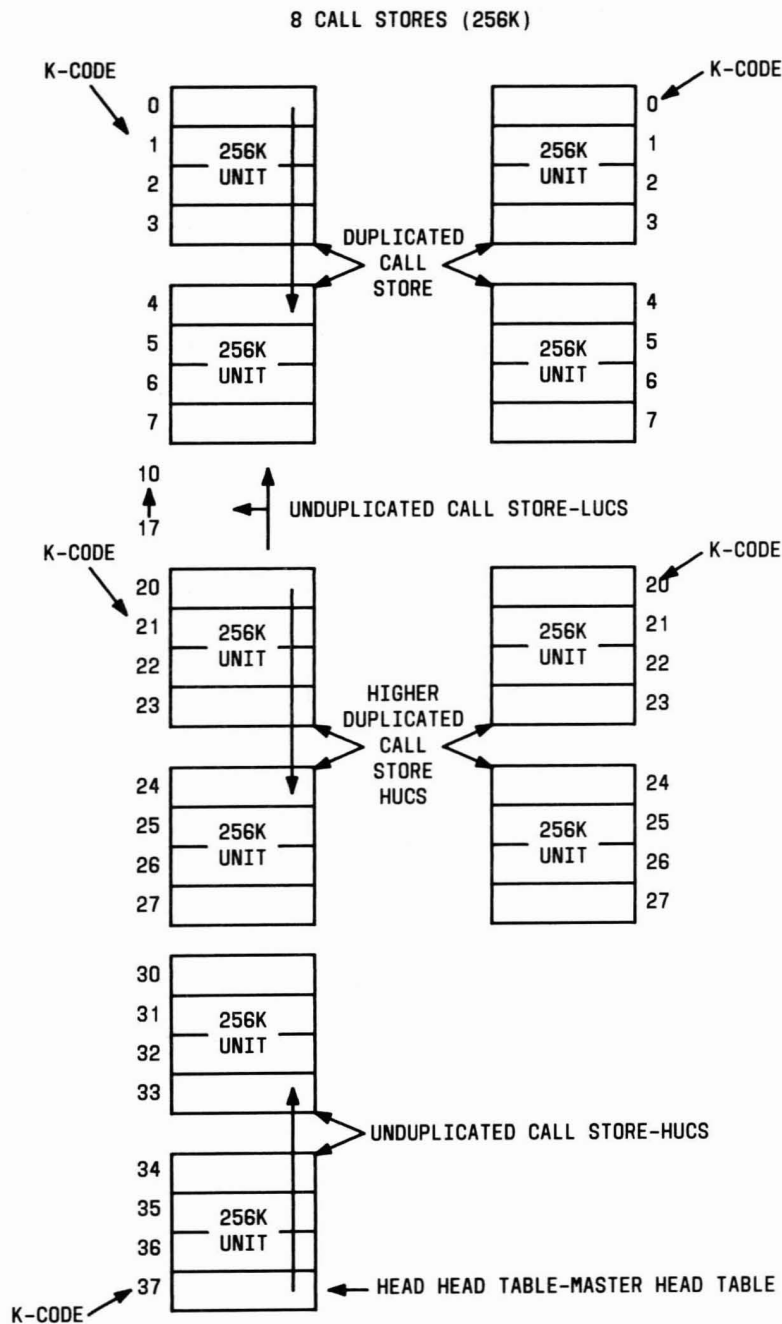 8 CALL STORES (256K)
K-CODE
K-CODE
0
0
1
256K
256K
1
2
UNIT
UNIT
2
3
3
DUPLICATED
CALL
STORE
4
4
5
256K
256K
5
6
UNIT
UNIT
6
7
7
10
UNDUPLICATED CALL STORE-LUCS
17
K-CODE
K-CODE
20
20
21
256K
256K
21
22
UNIT
UNIT
22
23
23
HIGHER
DUPLICATED
CALL
STORE
HUCS
24
24
25
256K
256K
25
26
UNIT
UNIT
26
27
27
30
31
256K
32
UNIT
33
UNDUPLICATED CALL STORE-HUCS
34
35
256K
36
UNIT
37
HEAD HEAD TABLE-MASTER HEAD TABLE
K-CODE